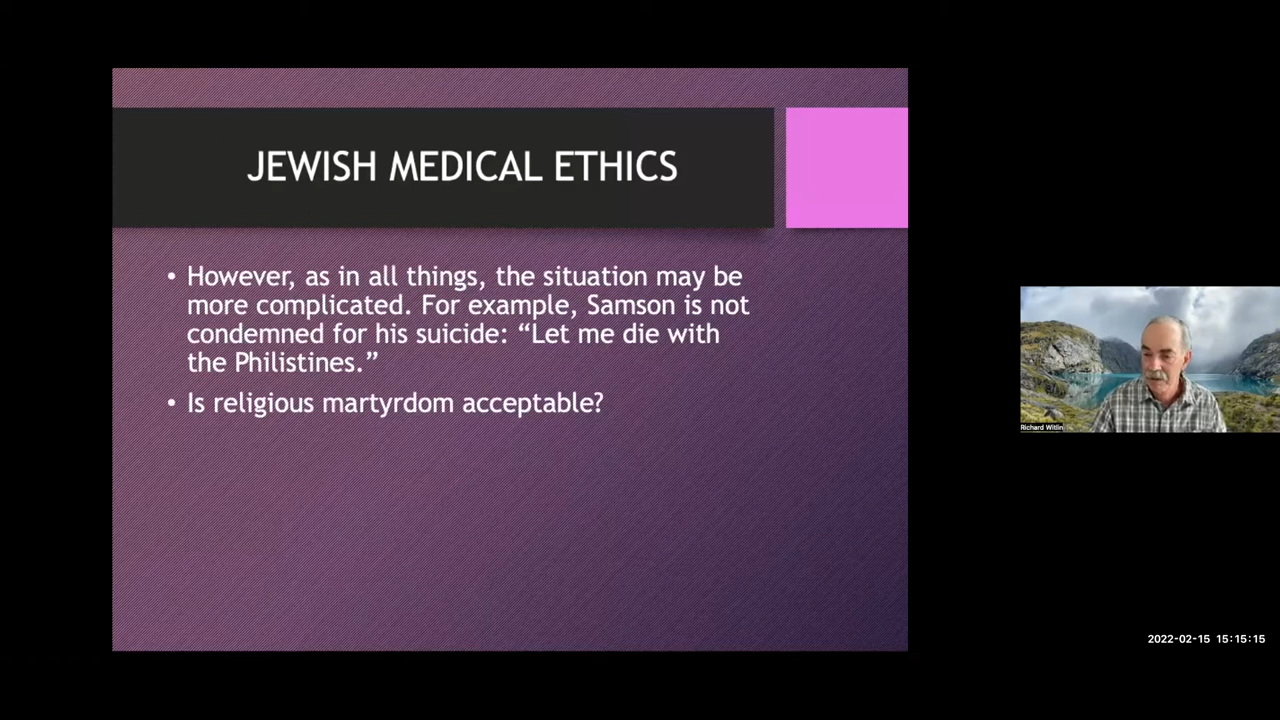 JEWISH MEDICAL ETHICS
• However, as in all things, the situation may be
more complicated. For example, Samson is not
condemned for his suicide: “Let me die with
the Philistines.”
• Is religious martyrdom acceptable?
Richard Witlin
2022-02-15 15:15:15